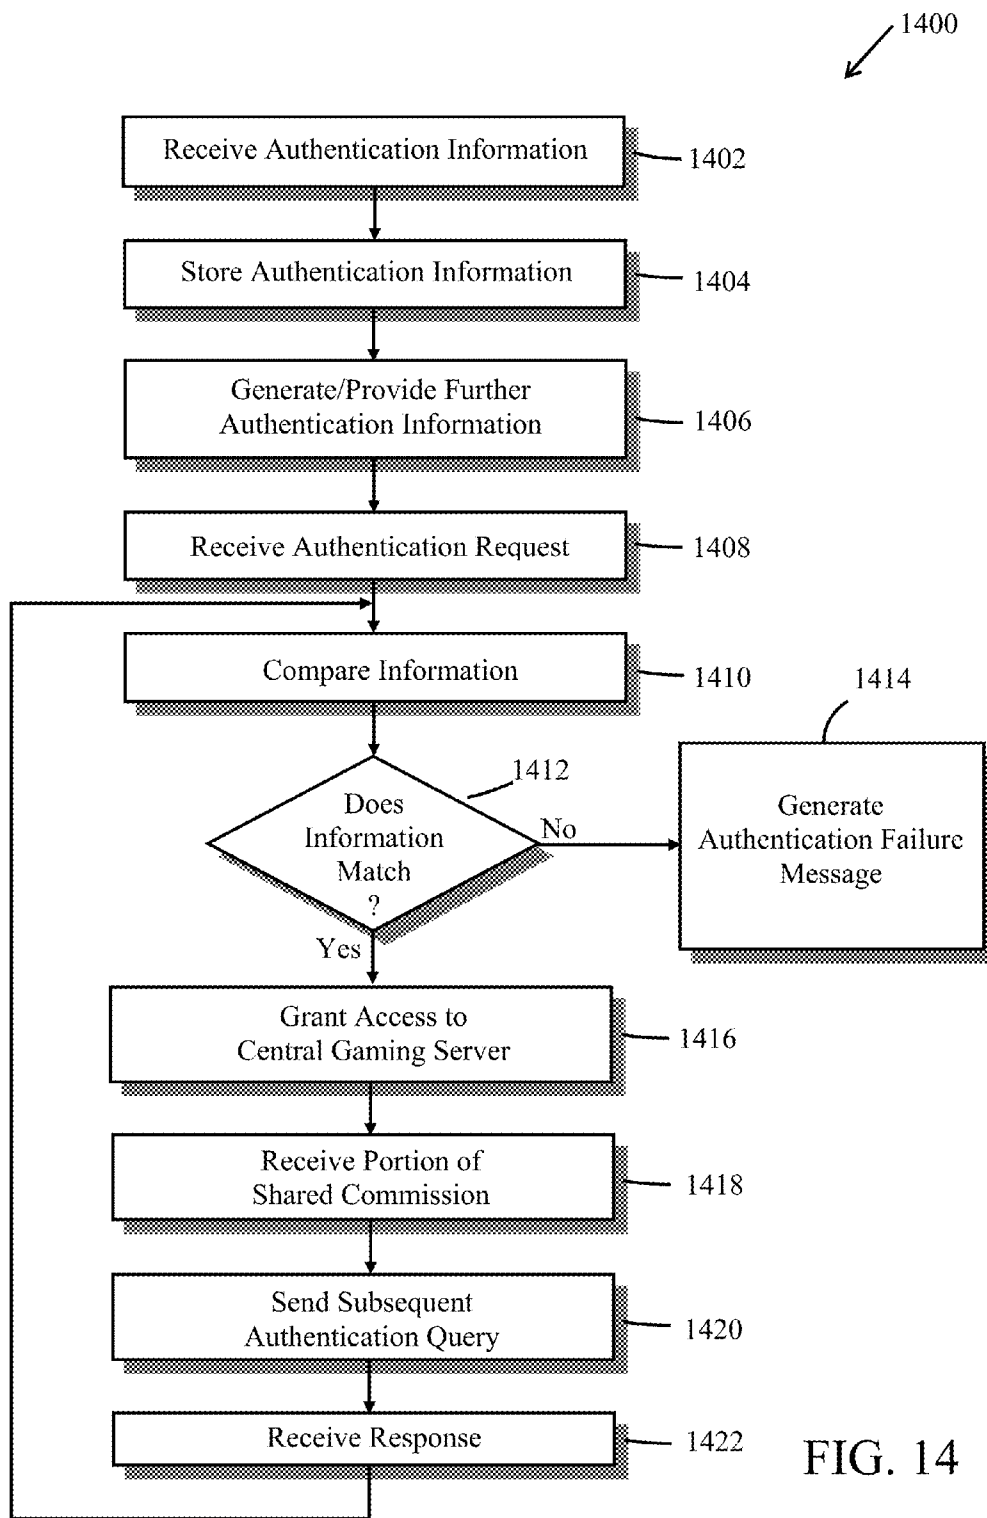 1400
Receive Authentication Information
1402
Store Authentication Information
1404
Generate/Provide Further
Authentication Information
1406
Receive Authentication Request
1408
Compare Information
1410
1414
1412
Does
Information
Match
?
No
Generate
Authentication Failure
Message
Yes
Grant Access to
Central Gaming Server
1416
Receive Portion of
Shared Commission
1418
Send Subsequent
Authentication Query
1420
Receive Response
1422
FIG. 14